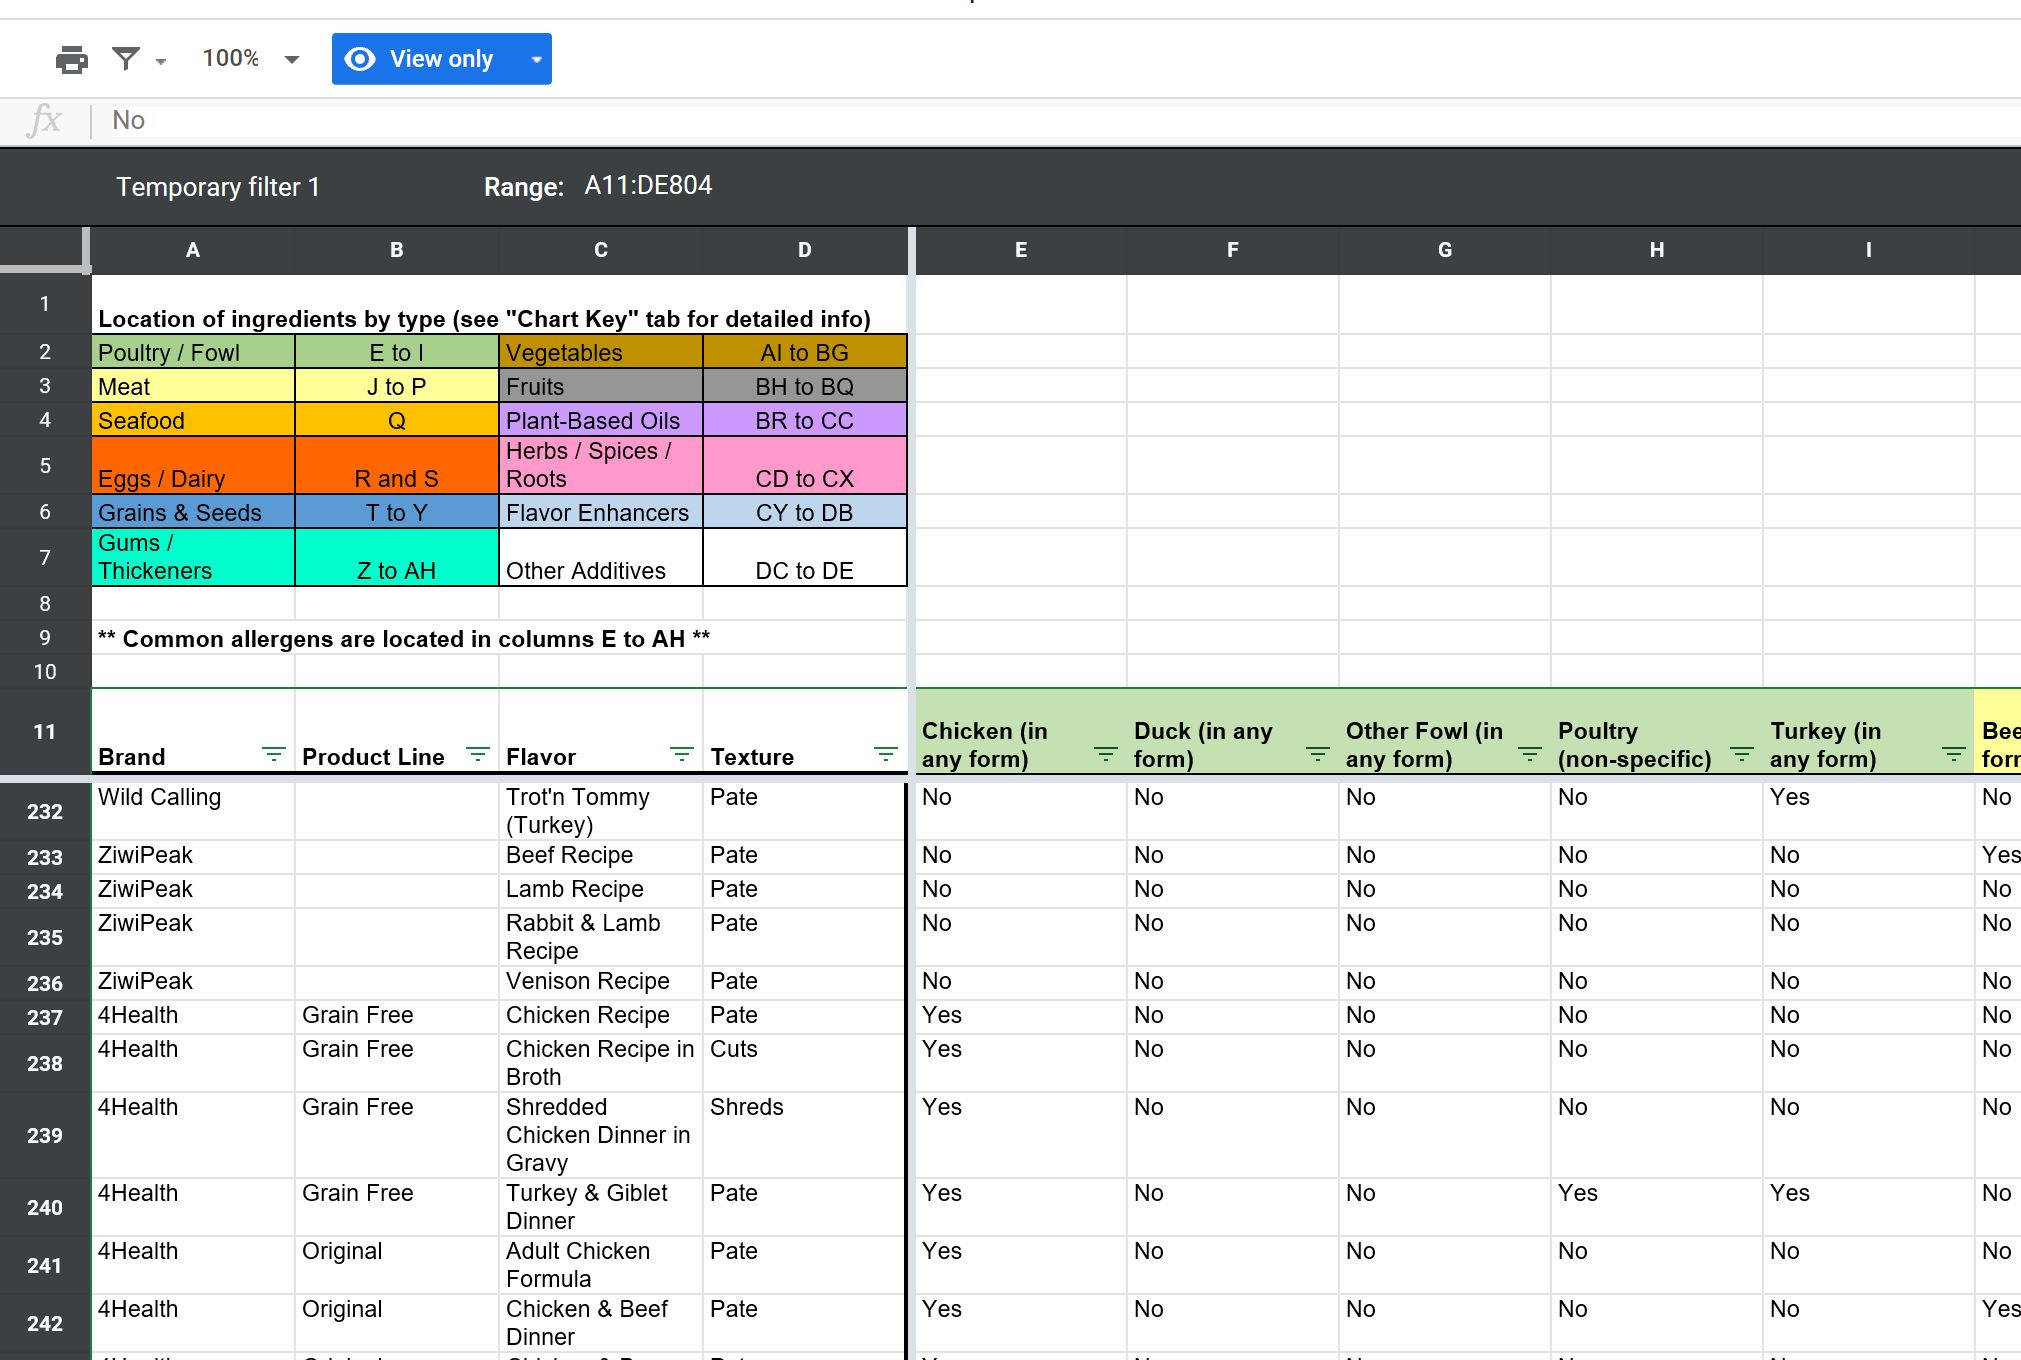 100%
View only
fx
No
Temporary filter 1 Range: A11:DE804
A B C D E F G H I
1 Location of ingredients by type (see "Chart Key" tab for detailed info)
2 Poultry / Fowl E to I Vegetables AI to BG
3 Meat J to P Fruits BH to BQ
4 Seafood Q Plant-Based Oils BR to CC
5 Eggs / Dairy R and S Herbs / Spices / Roots CD to CX
6 Grains & Seeds T to Y Flavor Enhancers CY to DB
7 Gums / Thickeners Z to AH Other Additives DC to DE
8
9 ** Common allergens are located in columns E to AH **
10
11 Brand Product Line Flavor Texture Chicken (in any form) Duck (in any form) Other Fowl (in any form) Poultry (non-specific) Turkey (in any form)
232 Wild Calling Trot'n Tommy (Turkey) Pate No No No No Yes No
233 ZiwiPeak Beef Recipe Pate No No No No No Yes
234 ZiwiPeak Lamb Recipe Pate No No No No No No
235 ZiwiPeak Rabbit & Lamb Recipe Pate No No No No No No
236 ZiwiPeak Venison Recipe Pate No No No No No No
237 4Health Grain Free Chicken Recipe Pate Yes No No No No No
238 4Health Grain Free Chicken Recipe in Broth Cuts Yes No No No No No
239 4Health Grain Free Shredded Chicken Dinner in Gravy Shreds Yes No No No No No
240 4Health Grain Free Turkey & Giblet Dinner Pate Yes No No Yes Yes No
241 4Health Original Adult Chicken Formula Pate Yes No No No No No
242 4Health Original Chicken & Beef Dinner Pate Yes No No No No Yes